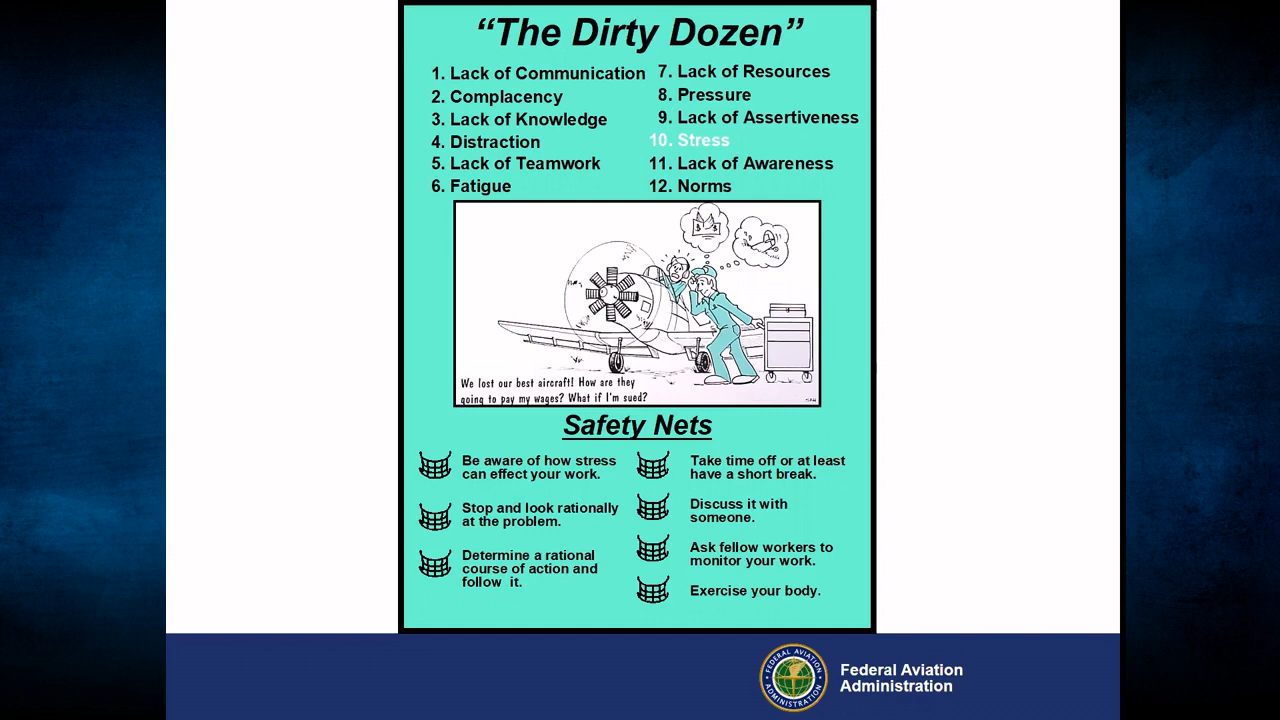 “The Dirty Dozen”
1. Lack of Communication
2. Complacency
3. Lack of Knowledge
4. Distraction
5. Lack of Teamwork
6. Fatigue
7. Lack of Resources
8. Pressure
9. Lack of Assertiveness
10. Stress
11. Lack of Awareness
12. Norms
We lost our best aircraft! How are they
going to pay my wages? What if I'm sued?
Safety Nets
Be aware of how stress
can effect your work.
Stop and look rationally
at the problem.
Determine a rational
course of action and
follow it.
Take time off or at least
have a short break.
Discuss it with
someone.
Ask fellow workers to
monitor your work.
Exercise your body.
FEDERAL AVIATION
ADMINISTRATION
Federal Aviation
Administration